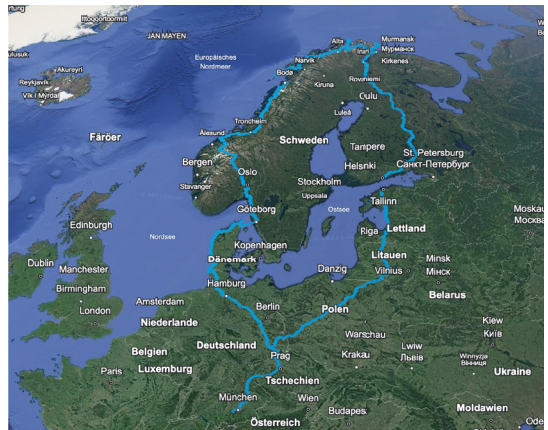 Ittoqqortoormiit
JAN MAYEN
Alta
Murmansk
Мурманск
Inari
Kirkenes
Europäisches
Nordmeer
Narvik
Bodø
Kiruna
Rovaniemi
Akureyri
Reykjavík
Vík í Mýrdal
Luleå
Oulu
Färöer
Trondheim
Ålesund
Schweden
Tampere
St. Petersburg
Санкт-Петербург
Bergen
Helsinki
Oslo
Stockholm
Stavanger
Uppsala
Tallinn
Göteborg
Ostsee
Riga
Lettland
Edinburgh
Nordsee
Moskau
Москва
Kopenhagen
Dänemark
Litauen
Minsk
Мінск
Vilnius
Dublin
Manchester
Danzig
Hamburg
Belarus
Birmingham
Amsterdam
Berlin
Polen
London
Niederlande
Warschau
Kiew
Київ
Belgien
Deutschland
Prag
Krakau
Lwiw
Львів
Winnyzja
Вінниця
Ukraine
Paris
Luxemburg
Tschechien
München
Wien
Moldawien
Österreich
Budapest